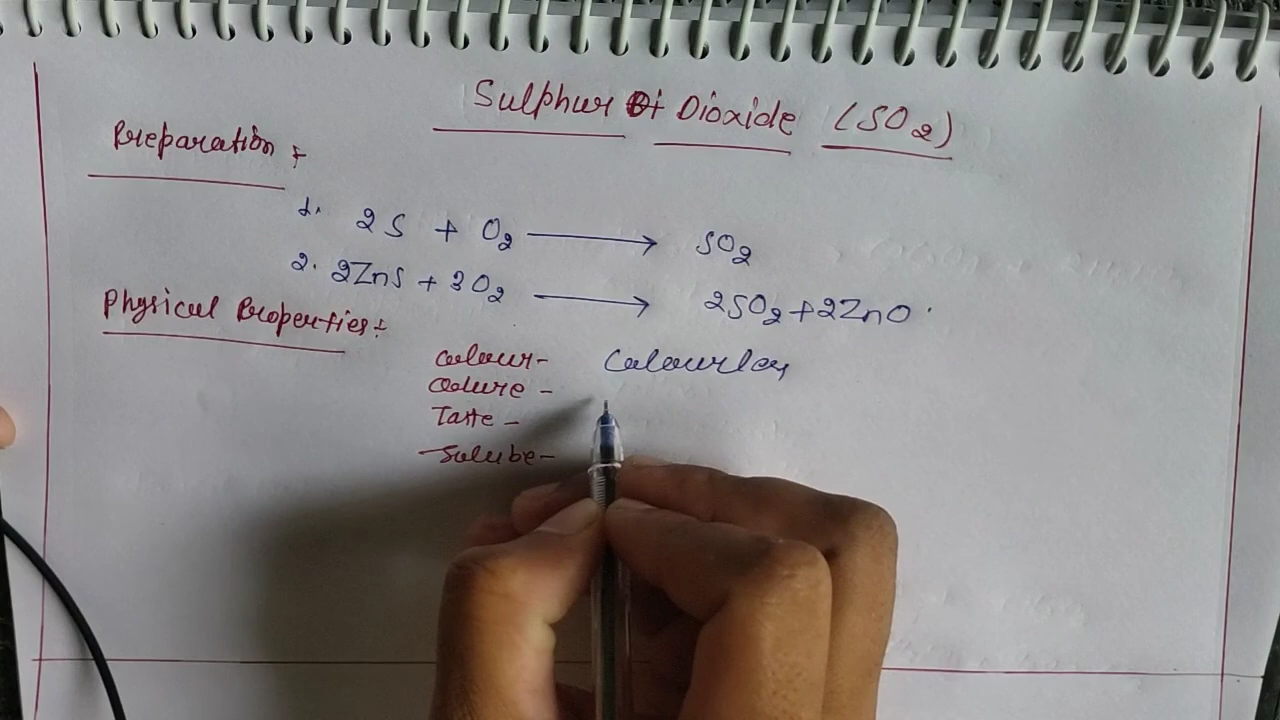 Sulphur Di Dioxide (SO2)
Preparation :
1. 2S + O2 ⟶ SO2
2. 2ZnS + 3O2 ⟶ 2SO2+2ZnO.
Physical Properties:
Colour- Colourless
Odure -
Taste -
Solube-